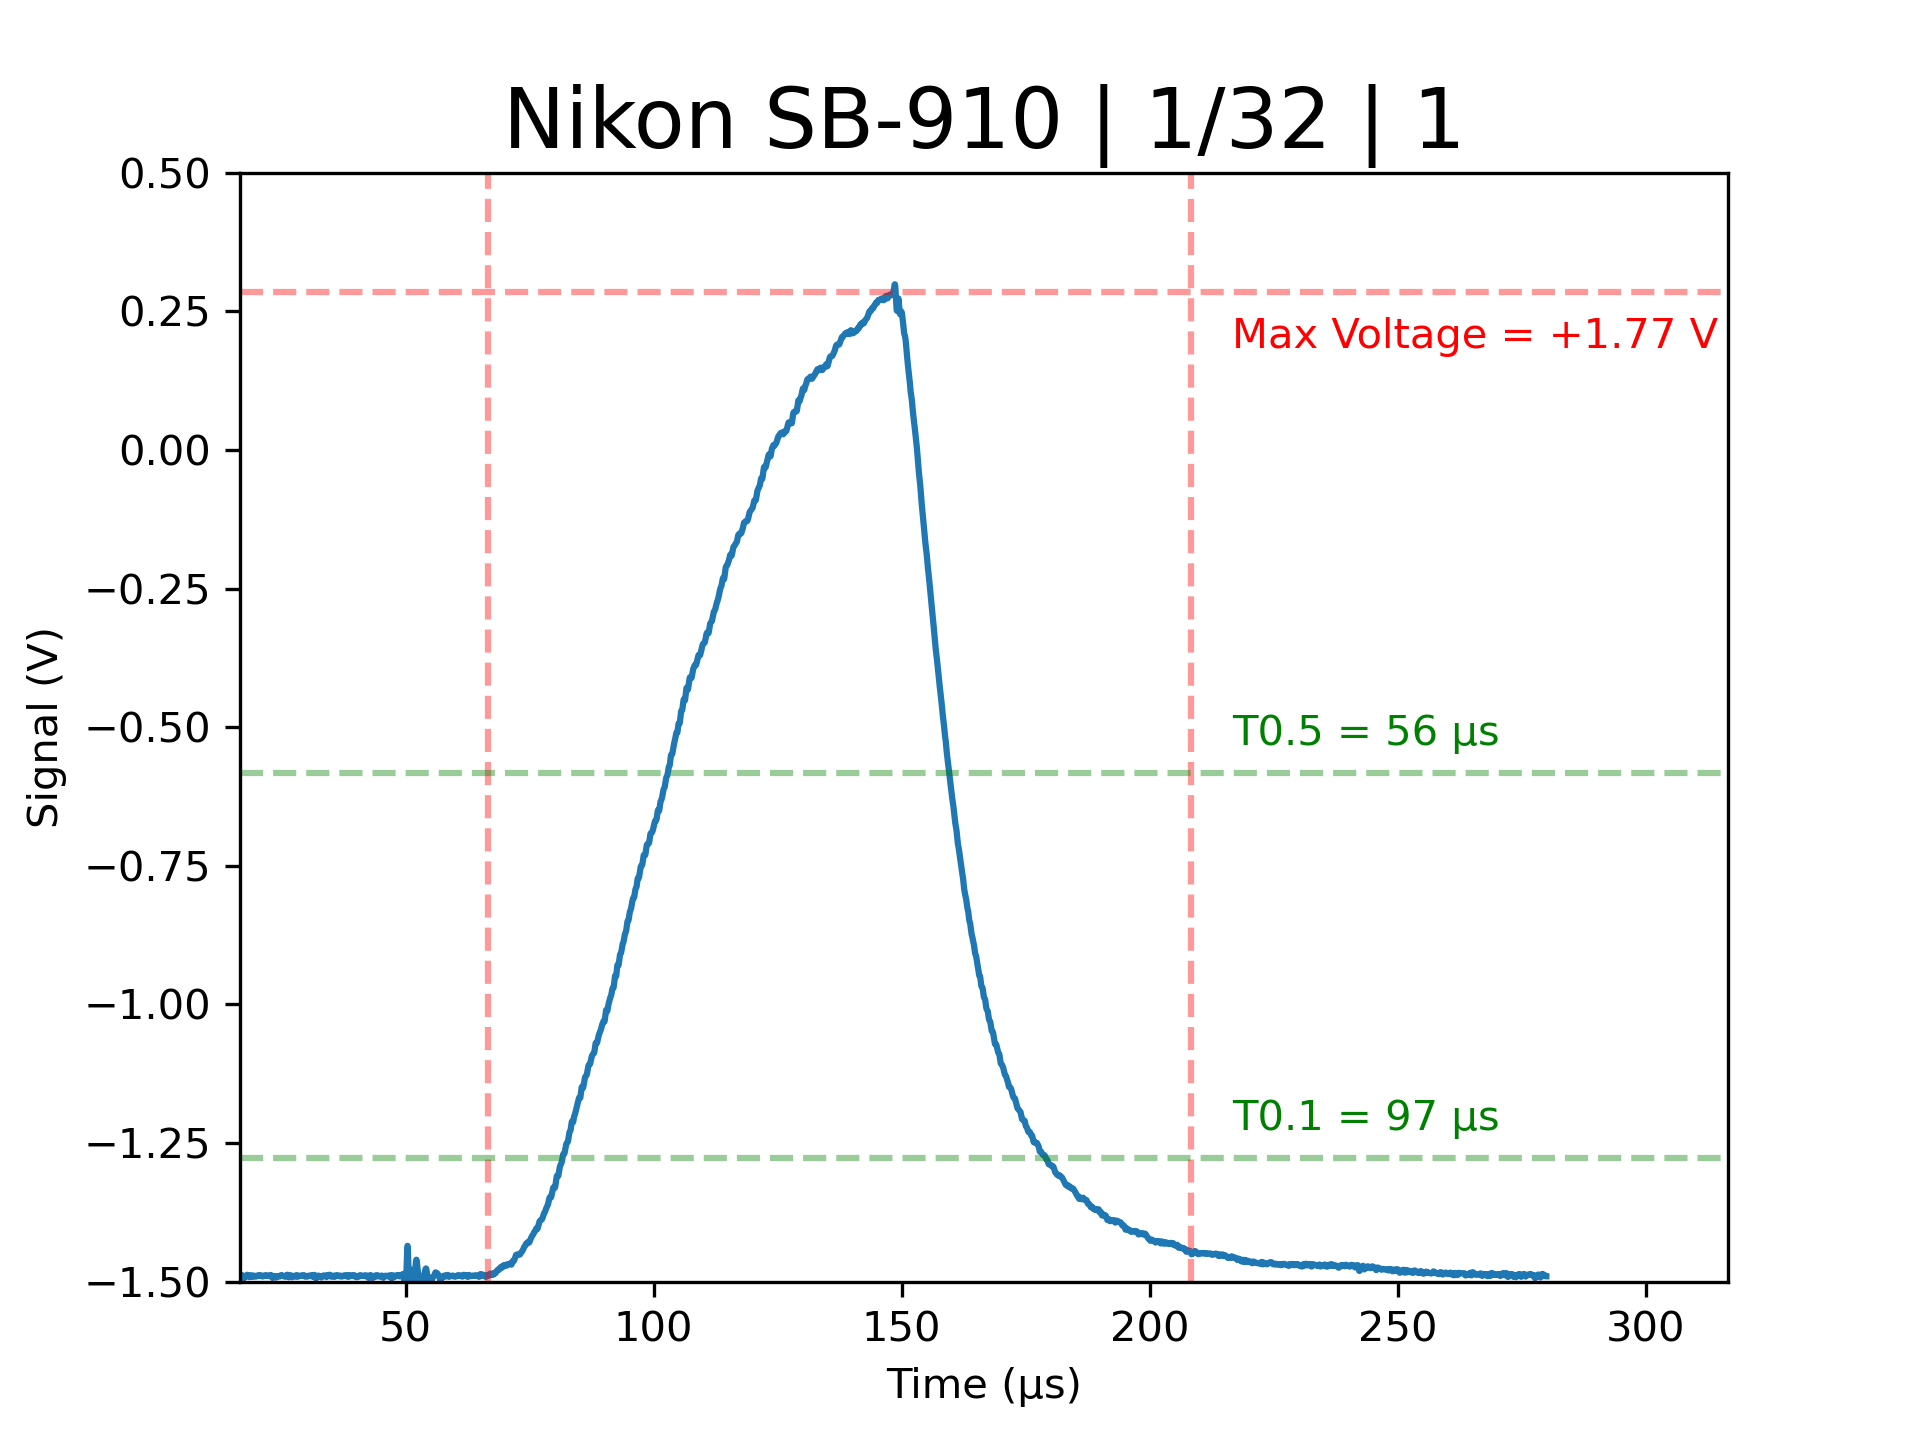 Nikon SB-910 | 1/32 | 1
0.50
0.25
0.00
−0.25
−0.50
−0.75
−1.00
−1.25
−1.50
Signal (V)
Max Voltage = +1.77 V
T0.5 = 56 µs
T0.1 = 97 µs
50 100 150 200 250 300
Time (µs)